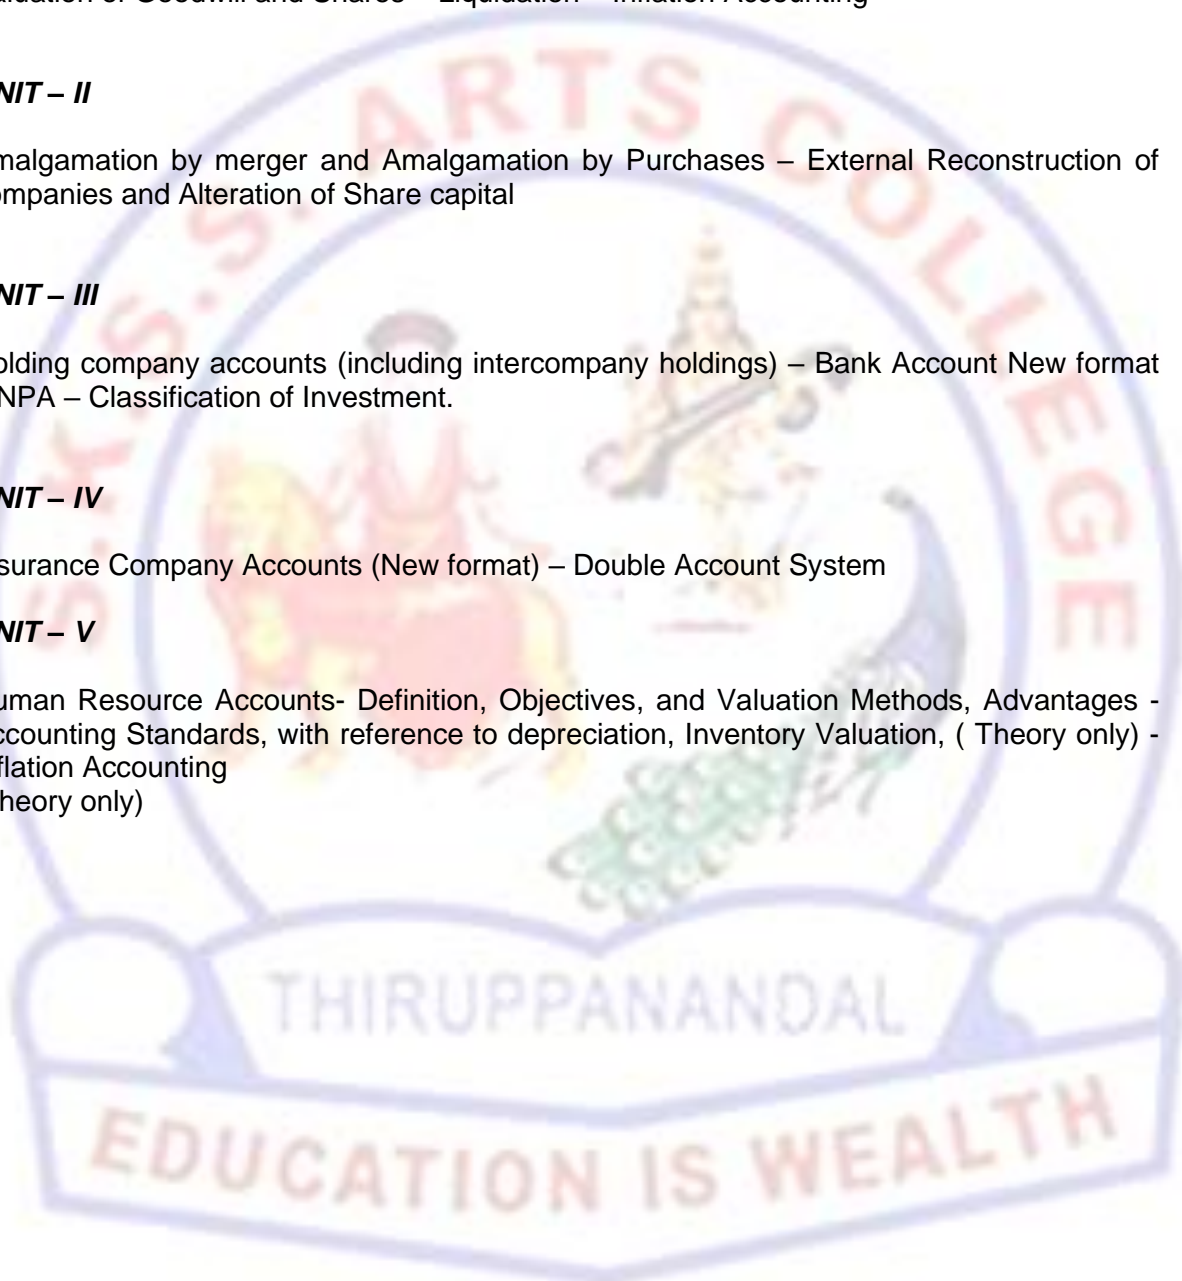 aluation of Goodwill and Shares – Liquidation – Inflation Accounting
NIT – II
malgamation by merger and Amalgamation by Purchases – External Reconstruction of
ompanies and Alteration of Share capital
NIT – III
olding company accounts (including intercompany holdings) – Bank Account New format
NPA – Classification of Investment.
NIT – IV
surance Company Accounts (New format) – Double Account System
NIT – V
uman Resource Accounts- Definition, Objectives, and Valuation Methods, Advantages -
ccounting Standards, with reference to depreciation, Inventory Valuation, ( Theory only) -
flation Accounting
heory only)
S.K.S.S. ARTS COLLEGE
THIRUPPANANDAL
EDUCATION IS WEALTH